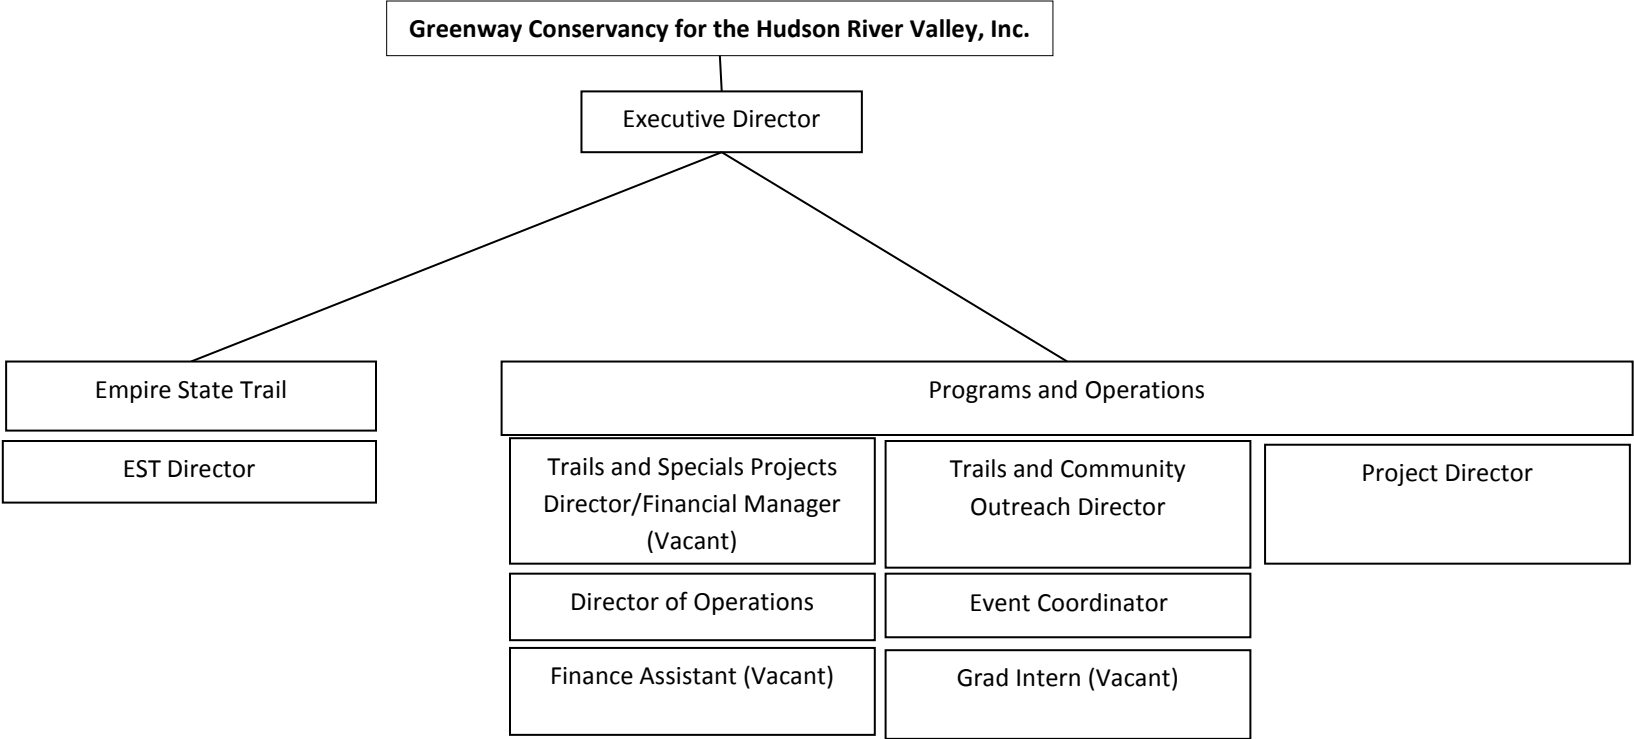 Greenway Conservancy for the Hudson River Valley, Inc.
Executive Director
Empire State Trail
EST Director
Programs and Operations
Trails and Specials Projects
Director/Financial Manager
(Vacant)
Director of Operations
Finance Assistant (Vacant)
Trails and Community
Outreach Director
Event Coordinator
Grad Intern (Vacant)
Project Director